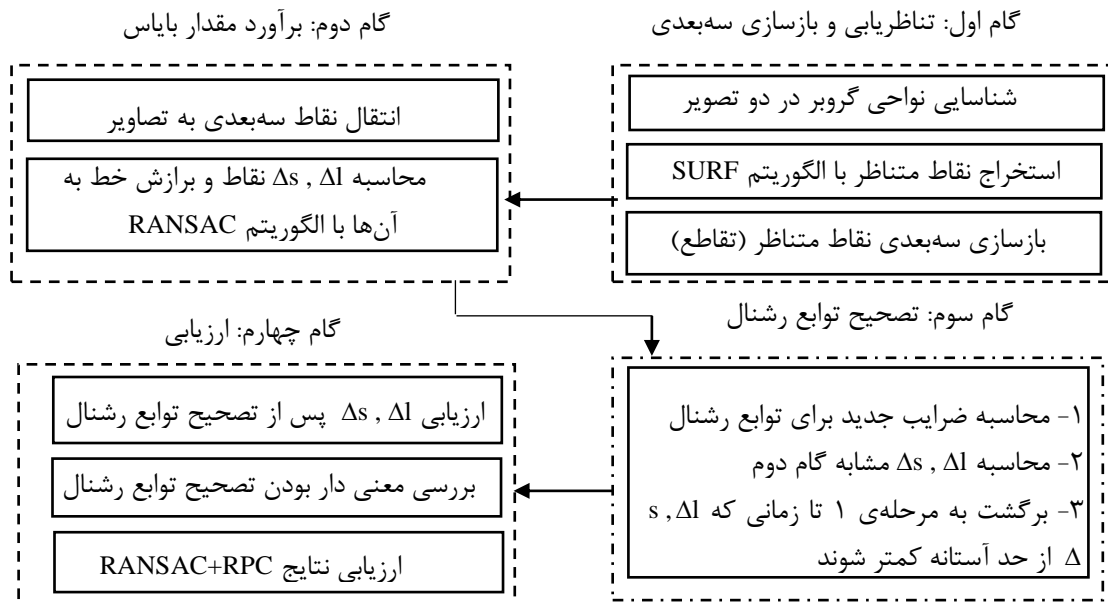 گام اول: تناظریابی و بازسازی سه‌بعدی
شناسایی نواحی گروبر در دو تصویر
استخراج نقاط متناظر با الگوریتم SURF
بازسازی سه‌بعدی نقاط متناظر (تقاطع)
گام دوم: برآورد مقدار بایاس
انتقال نقاط سه‌بعدی به تصاویر
محاسبه Δs , Δl نقاط و برازش خط به
آن‌ها با الگوریتم RANSAC
گام سوم: تصحیح توابع رشنال
۱- محاسبه ضرایب جدید برای توابع رشنال
۲- محاسبه Δs , Δl مشابه گام دوم
۳- برگشت به مرحله‌ی ۱ تا زمانی که s , Δl
Δ از حد آستانه کمتر شوند
گام چهارم: ارزیابی
ارزیابی Δs , Δl پس از تصحیح توابع رشنال
بررسی معنی دار بودن تصحیح توابع رشنال
ارزیابی نتایج RANSAC+RPC